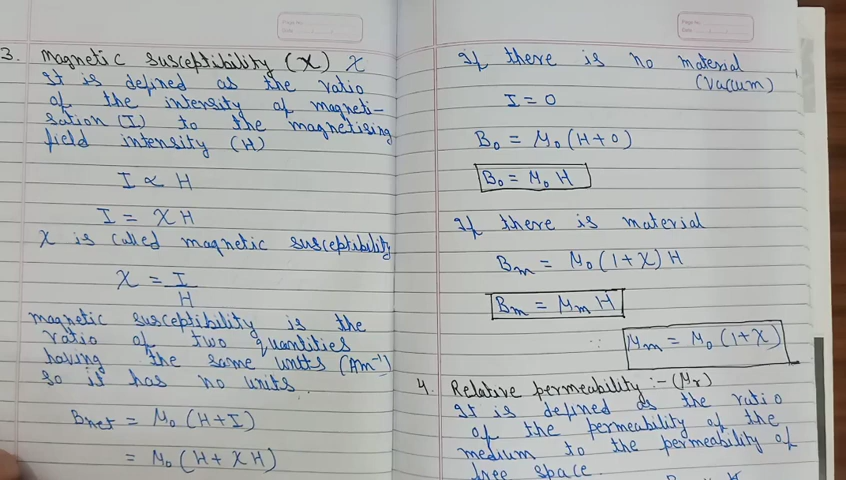 3. Magnetic susceptibility (χ) χ
It is defined as the ratio
of the intensity of magneti-
sation (I) to the magnetising
field intensity (H)
I ∝ H
I = χH
χ is called magnetic susceptibility
χ = I/H
Magnetic susceptibility is the
ratio of two quantities
having the same units (Am⁻¹)
so it has no units.
Bnet = μ₀(H+I)
= μ₀(H+χH)
If there is no material
(Vaccum)
I = 0
B₀ = μ₀(H+0)
B₀ = μ₀H
If there is material
Bm = μ₀(1+χ)H
Bm = μmH
∴ μm = μ₀(1+χ)
4. Relative permeability :- (μr)
It is defined as the ratio
of the permeability of the
medium to the permeability of
free space.